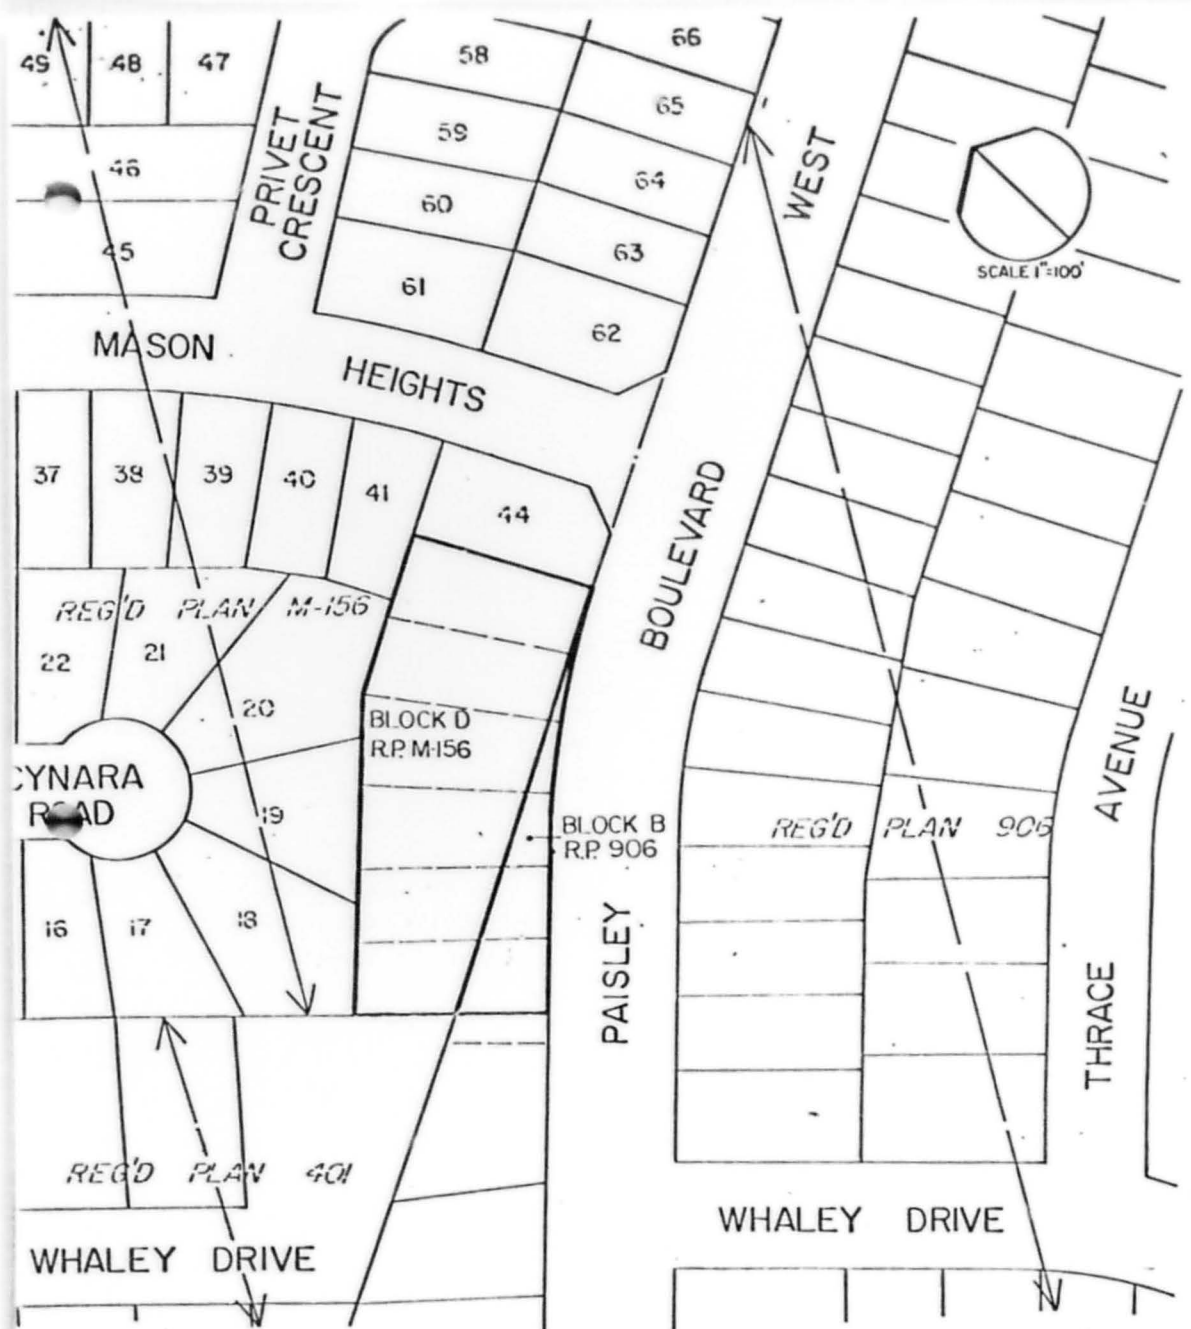 49 48 47
46
45
PRIVET
CRESCENT
58
59
60
61
66
65
64
63
62
WEST
SCALE 1"=100'
MASON HEIGHTS
37 38 39 40 41
44
BOULEVARD
REG'D PLAN M-156
22 21
20
BLOCK D
R.P. M-156
CYNARA
ROAD
19
BLOCK B
R.P. 906
REG'D PLAN 906
AVENUE
16 17 18
PAISLEY
THRACE
REG'D PLAN 401
WHALEY DRIVE
WHALEY DRIVE